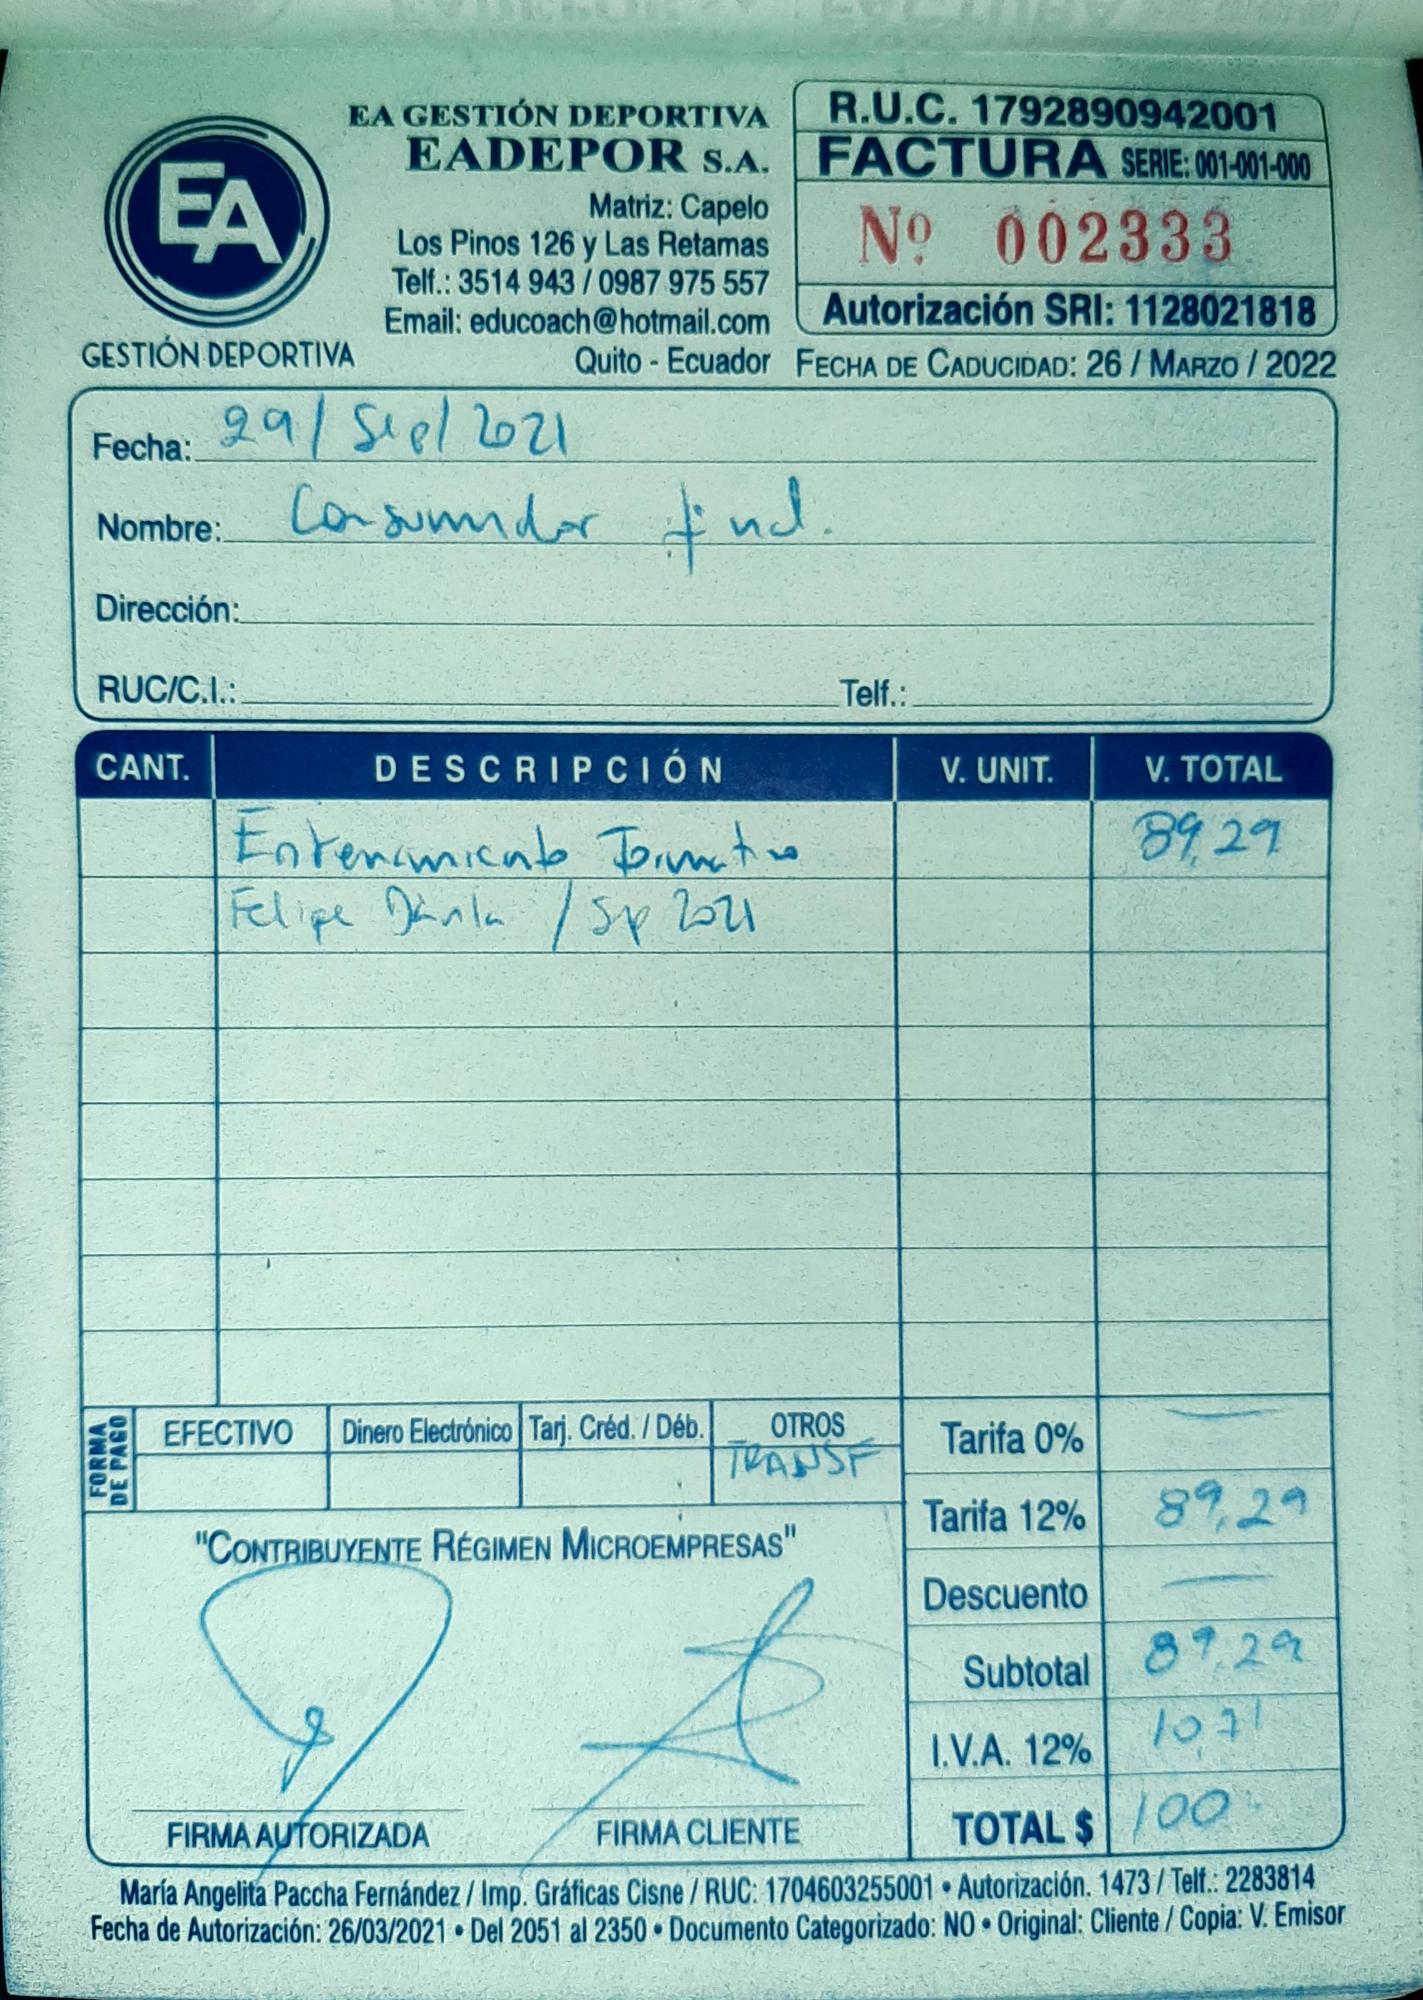 EA GESTIÓN DEPORTIVA
EADEPOR S.A.
Matriz: Capelo
Los Pinos 126 y Las Retamas
Telf.: 3514 943 / 0987 975 557
Email: educoach@hotmail.com
Quito - Ecuador
EA
GESTIÓN DEPORTIVA
R.U.C. 1792890942001
FACTURA SERIE: 001-001-000
Nº 002333
Autorización SRI: 1128021818
FECHA DE CADUCIDAD: 26 / MARZO / 2022
Fecha: 29/Sep/2021
Nombre: Consumidor final.
Dirección:
RUC/C.I.: Telf.:
CANT. DESCRIPCIÓN V. UNIT. V. TOTAL
Entrenamiento Formativo 89,29
Felipe Dávila / Sep 2021
FORMA DE PAGO
EFECTIVO Dinero Electrónico Tarj. Créd. / Déb. OTROS
TRANSF
Tarifa 0% —
Tarifa 12% 89,29
Descuento —
Subtotal 89,29
I.V.A. 12% 10,71
TOTAL $ 100
"CONTRIBUYENTE RÉGIMEN MICROEMPRESAS"
FIRMA AUTORIZADA FIRMA CLIENTE
María Angelita Paccha Fernández / Imp. Gráficas Cisne / RUC: 1704603255001 • Autorización. 1473 / Telf.: 2283814
Fecha de Autorización: 26/03/2021 • Del 2051 al 2350 • Documento Categorizado: NO • Original: Cliente / Copia: V. Emisor